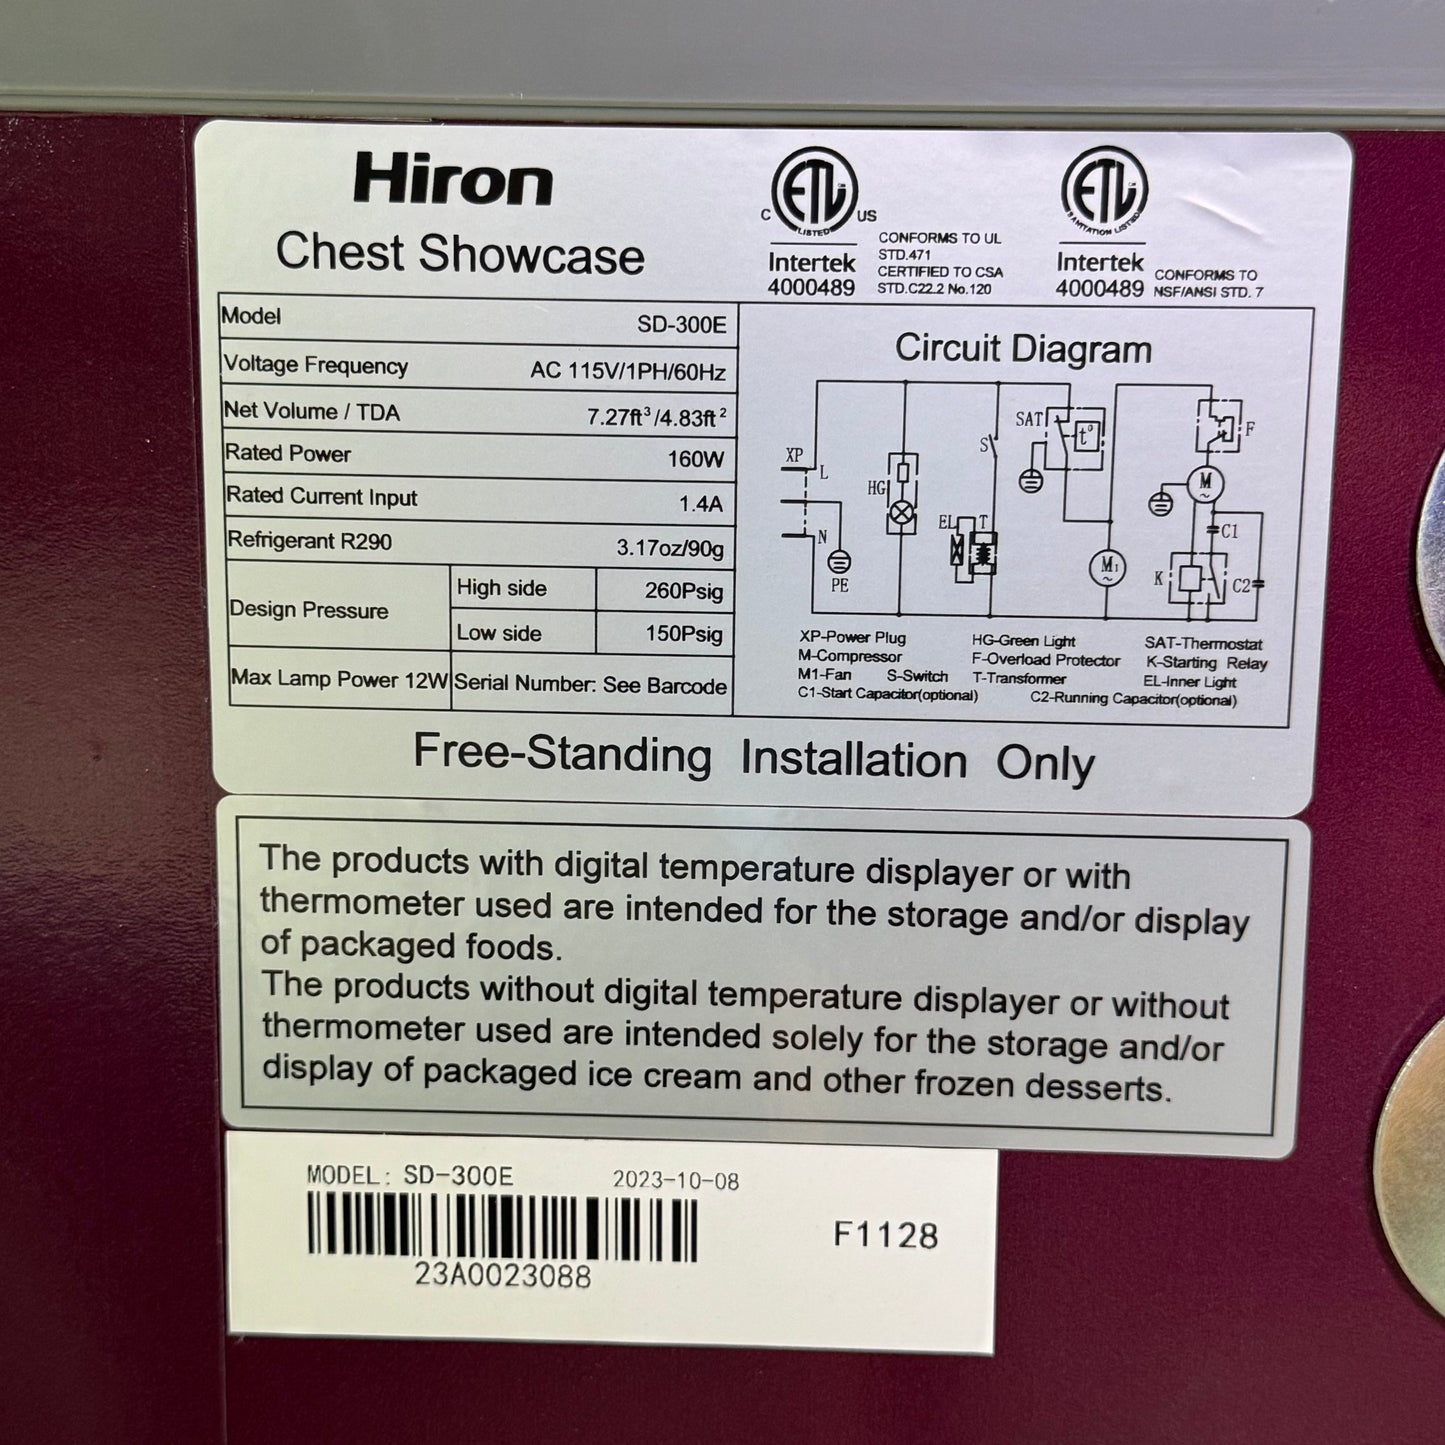 Hiron
Chest Showcase
C ETL US
LISTED
Intertek
4000489
CONFORMS TO UL
STD.471
CERTIFIED TO CSA
STD.C22.2 No.120
ETL
SANITATION LISTED
Intertek
4000489
CONFORMS TO
NSF/ANSI STD. 7
Model SD-300E
Voltage Frequency AC 115V/1PH/60Hz
Net Volume / TDA 7.27ft³/4.83ft²
Rated Power 160W
Rated Current Input 1.4A
Refrigerant R290 3.17oz/90g
Design Pressure
High side 260Psig
Low side 150Psig
Max Lamp Power 12W Serial Number: See Barcode
Circuit Diagram
XP
L
N
PE
HG
S
EL T
SAT
t°
M1
~
F
M
~
C1
K
C2
XP-Power Plug HG-Green Light SAT-Thermostat
M-Compressor F-Overload Protector K-Starting Relay
M1-Fan S-Switch T-Transformer EL-Inner Light
C1-Start Capacitor(optional) C2-Running Capacitor(optional)
Free-Standing Installation Only
The products with digital temperature displayer or with
thermometer used are intended for the storage and/or display
of packaged foods.
The products without digital temperature displayer or without
thermometer used are intended solely for the storage and/or
display of packaged ice cream and other frozen desserts.
MODEL: SD-300E 2023-10-08
F1128
23A0023088